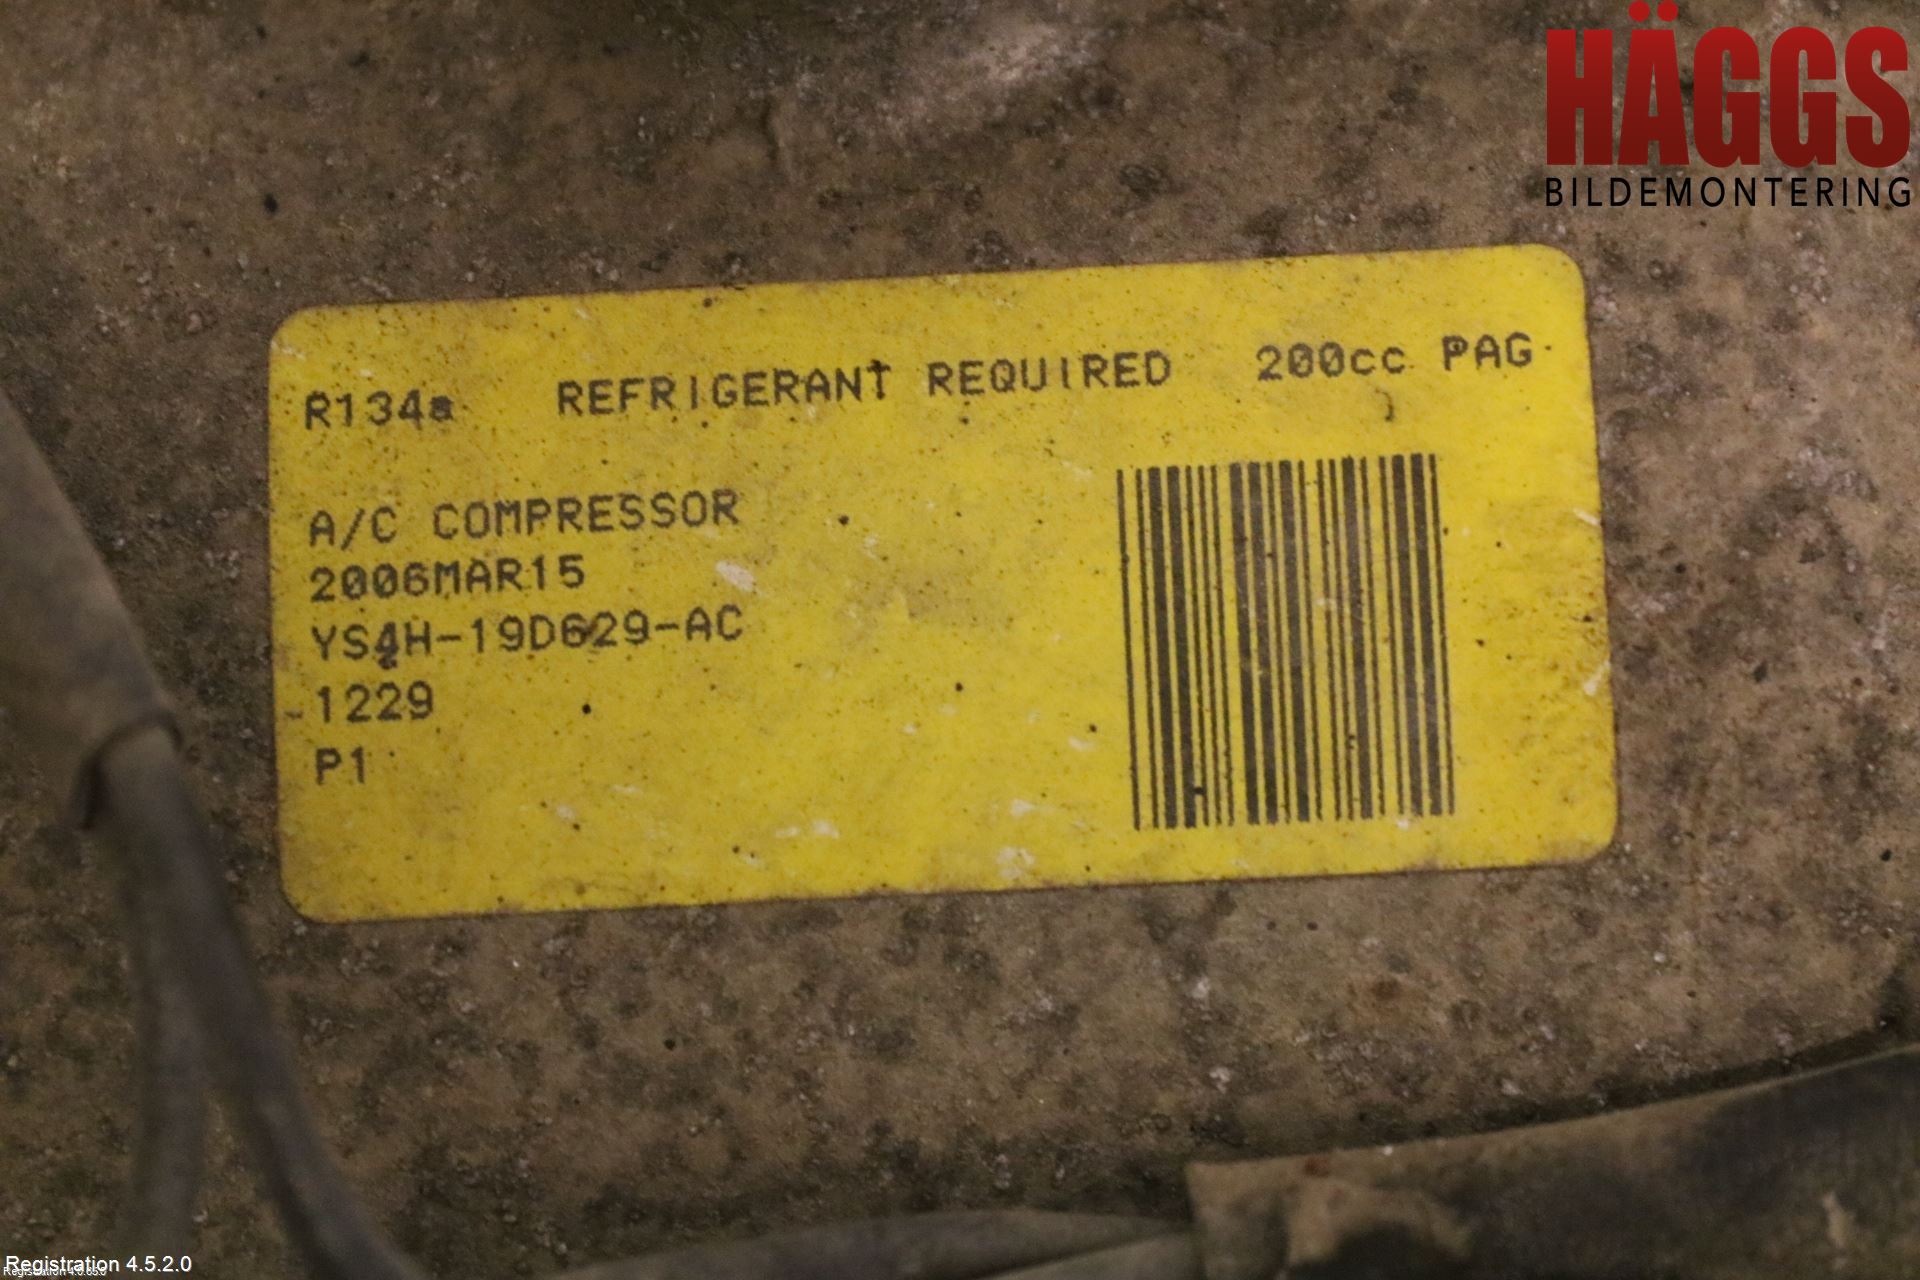 HÄGGS
BILDEMONTERING
R134a REFRIGERANT REQUIRED 200cc PAG
A/C COMPRESSOR
2006MAR15
YS4H-19D629-AC
1229
P1
Registration 4.5.2.0